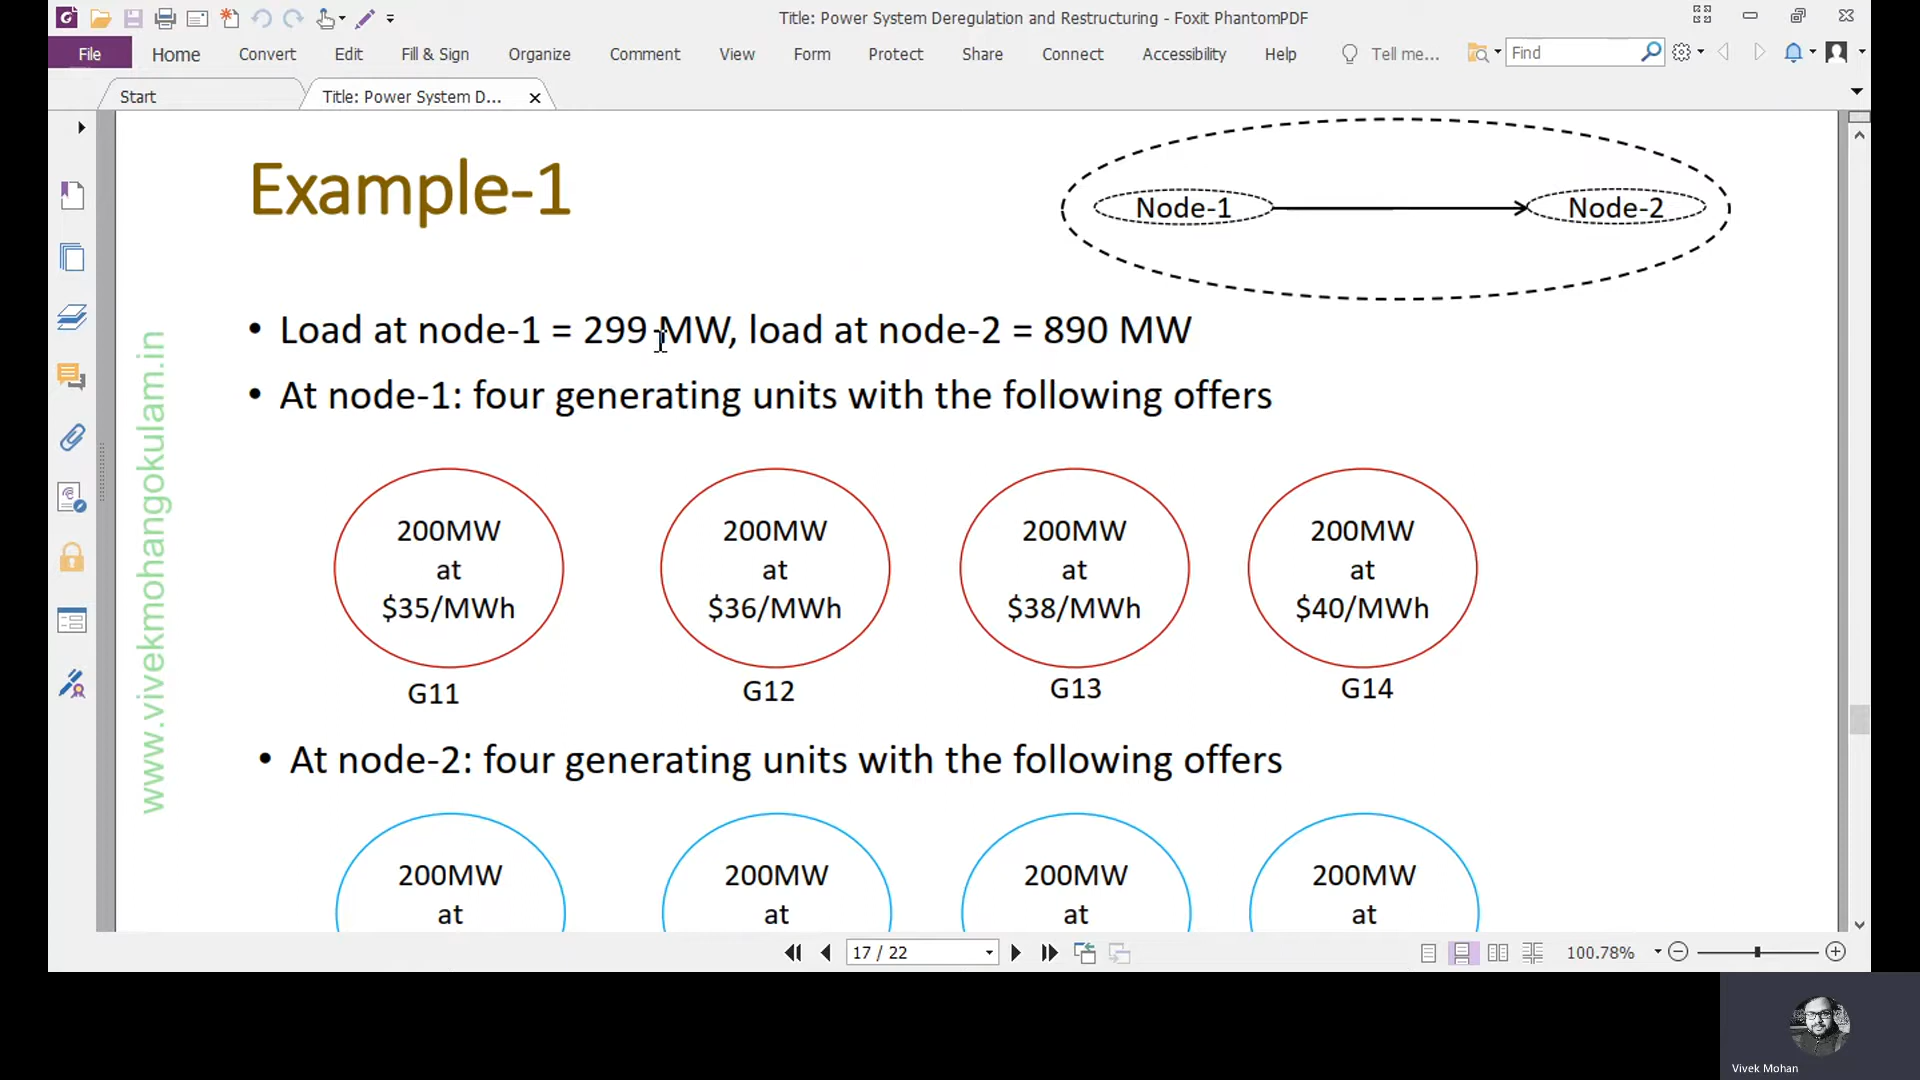 Title: Power System Deregulation and Restructuring - Foxit PhantomPDF
File Home Convert Edit Fill & Sign Organize Comment View Form Protect Share Connect Accessibility Help Tell me... Find
Start Title: Power System D...
Example-1
Node-1 Node-2
• Load at node-1 = 299 MW, load at node-2 = 890 MW
• At node-1: four generating units with the following offers
200MW 200MW 200MW 200MW
at at at at
$35/MWh $36/MWh $38/MWh $40/MWh
G11 G12 G13 G14
• At node-2: four generating units with the following offers
200MW 200MW 200MW 200MW
at at at at
www.vivekmohangokulam.in
17 / 22 100.78%
Vivek Mohan